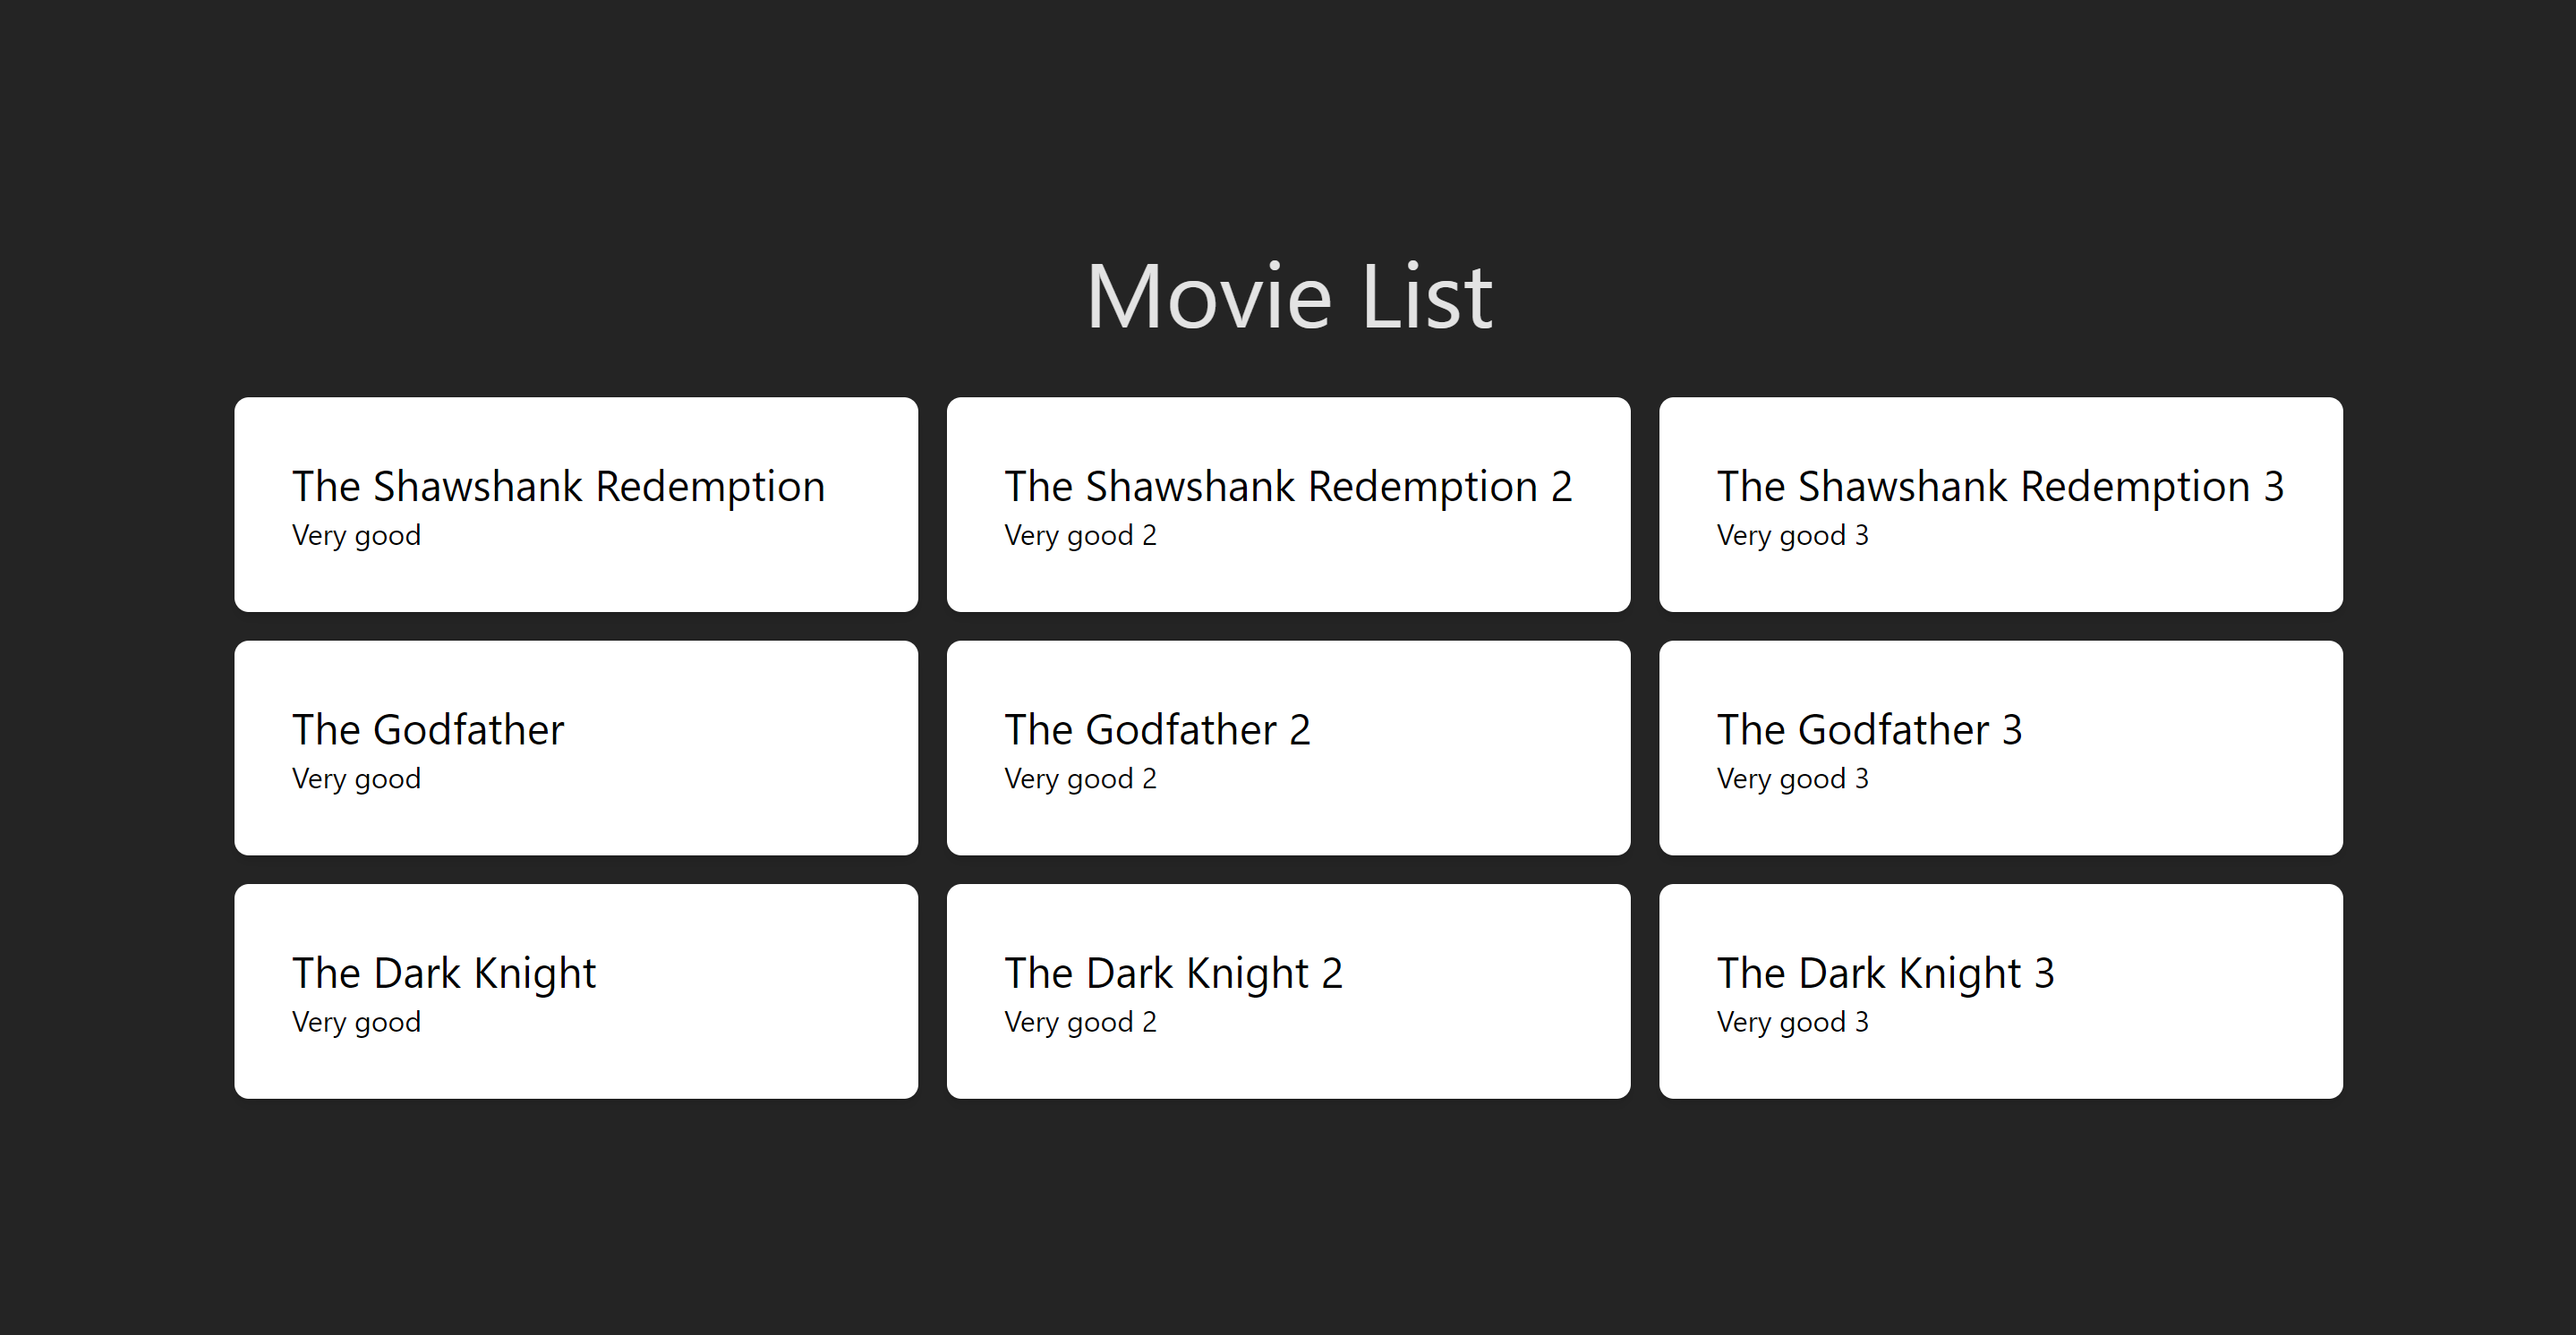 Movie List
The Shawshank Redemption
Very good
The Shawshank Redemption 2
Very good 2
The Shawshank Redemption 3
Very good 3
The Godfather
Very good
The Godfather 2
Very good 2
The Godfather 3
Very good 3
The Dark Knight
Very good
The Dark Knight 2
Very good 2
The Dark Knight 3
Very good 3